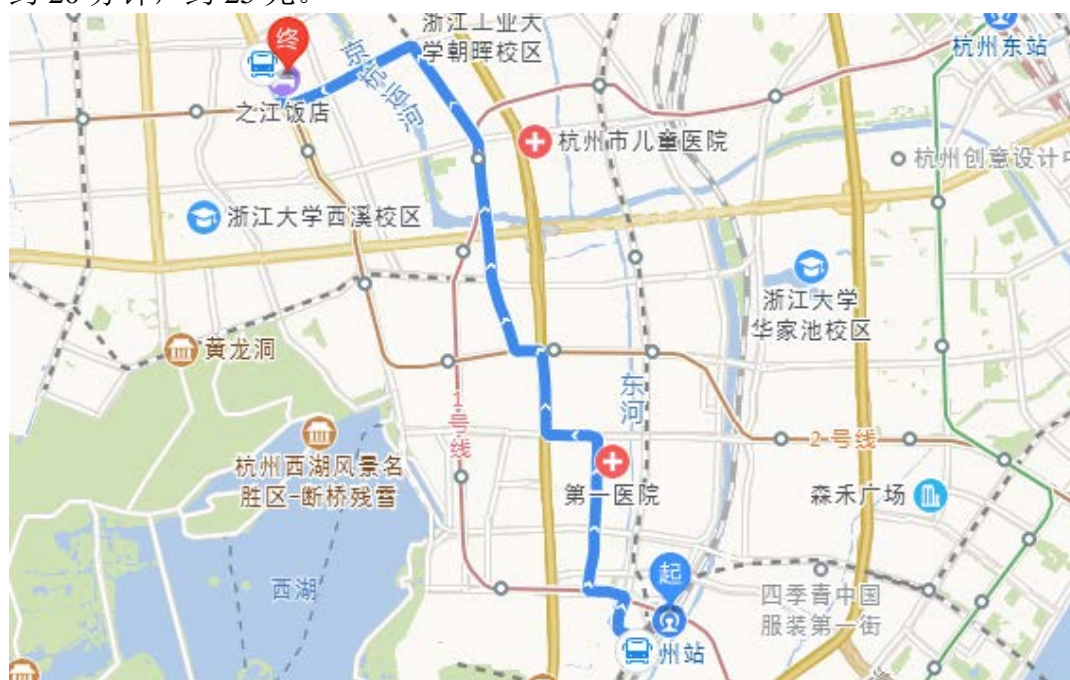 终
浙江工业大
学朝晖校区
杭州东站
京杭运河
之江饭店
杭州市儿童医院
杭州创意设计中
浙江大学西溪校区
浙江大学
华家池校区
黄龙洞
东河
1号线
2号线
杭州西湖风景名
胜区-断桥残雪
第一医院
森禾广场
西湖
起
四季青中国
服装第一街
州站